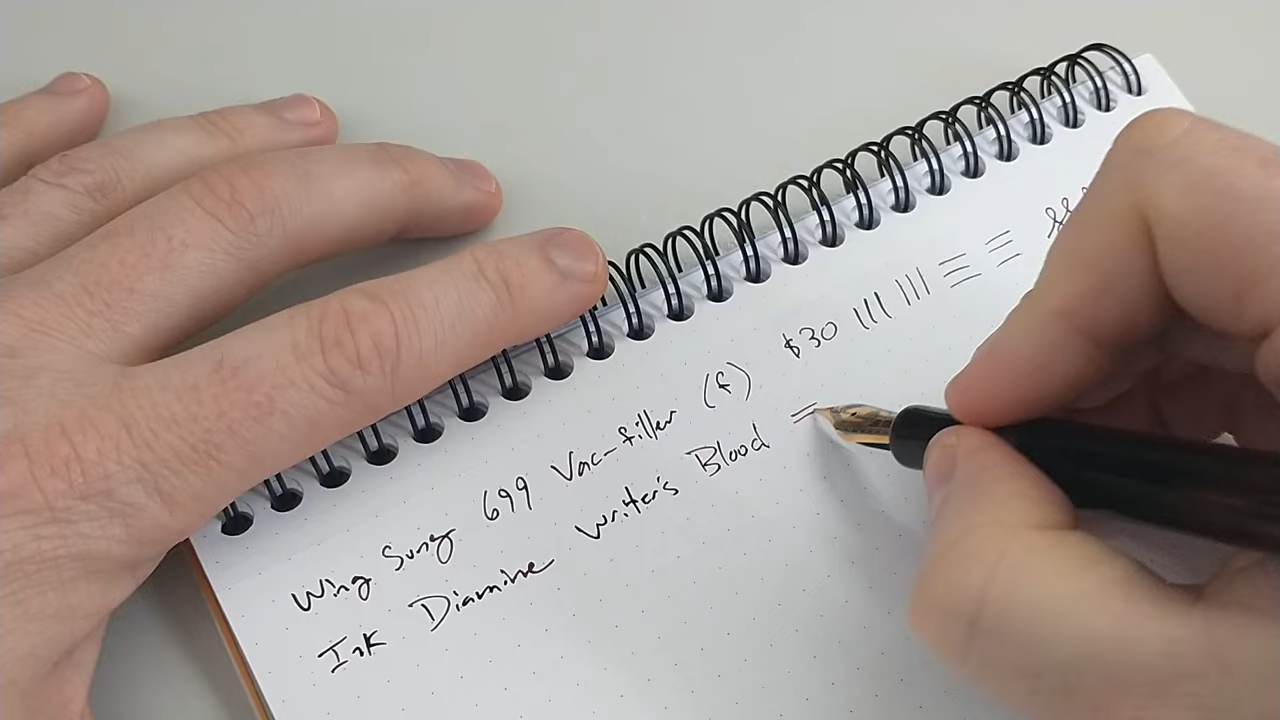 Wing Sung 699 Vac-filler (f) $30 ||| ||| ≡ ≡
Ink Diamine Writer's Blood =